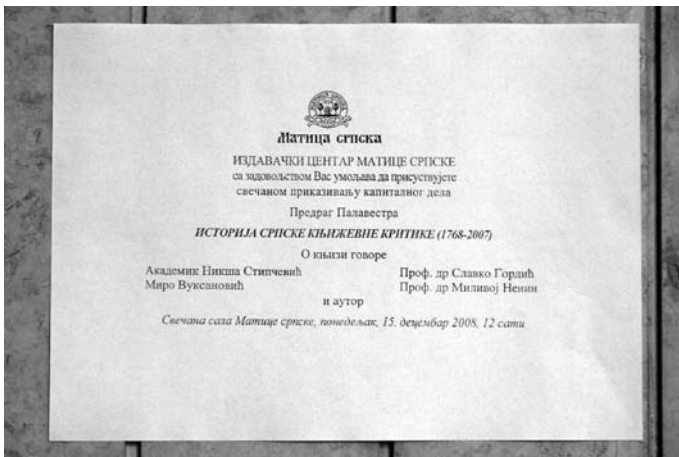 Матица српска
ИЗДАВАЧКИ ЦЕНТАР МАТИЦЕ СРПСКЕ
са задовољством Вас умољава да присуствујете
свечаном приказивању капиталног дела
Предраг Палавестра
ИСТОРИЈА СРПСКЕ КЊИЖЕВНЕ КРИТИКЕ (1768-2007)
О књизи говоре
Академик Никша Стипчевић Проф. др Славко Гордић
Миро Вуксановић Проф. др Миливој Ненин
и аутор
Свечана сала Матице српске, понедељак, 15. децембар 2008, 12 сати